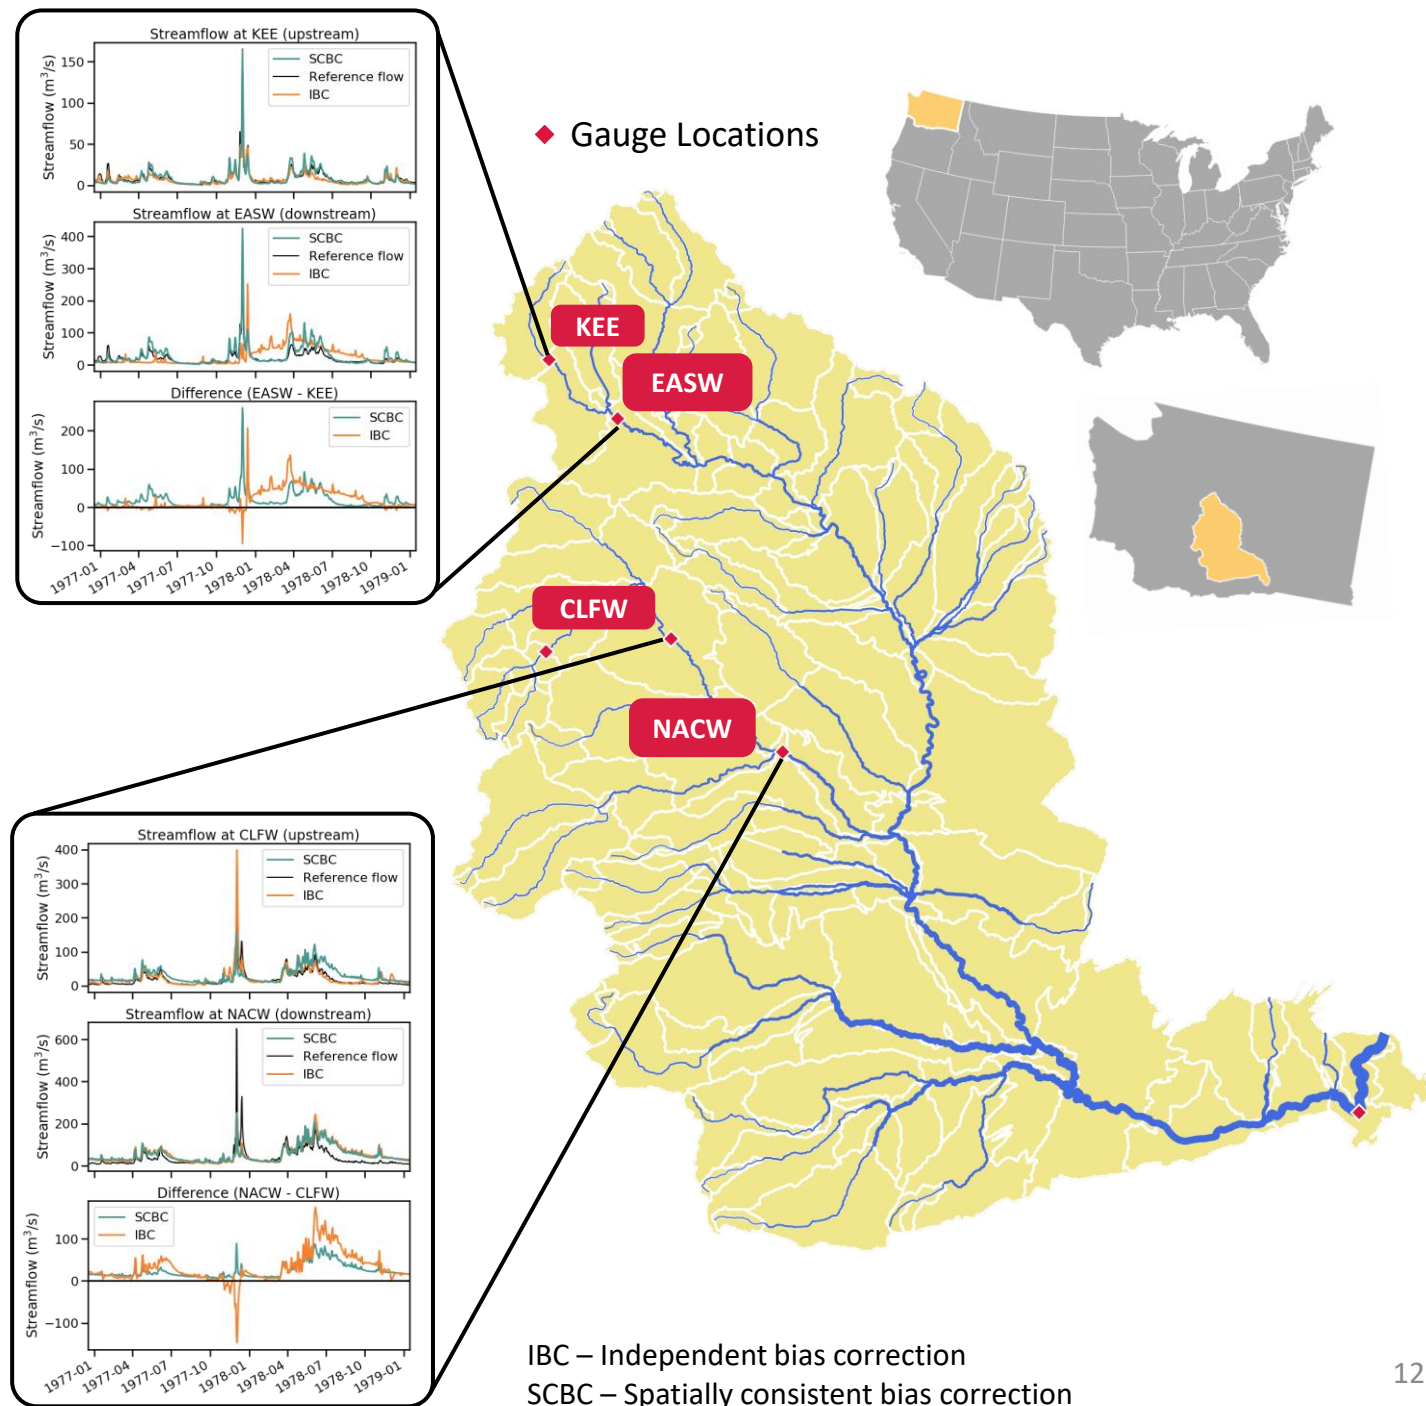 Streamflow at KEE (upstream)
Streamflow (m³/s)
150
100
50
0
SCBC
Reference flow
IBC
Streamflow at EASW (downstream)
Streamflow (m³/s)
400
300
200
100
0
SCBC
Reference flow
IBC
Difference (EASW - KEE)
Streamflow (m³/s)
200
100
0
−100
SCBC
IBC
1977-01
1977-04
1977-07
1977-10
1978-01
1978-04
1978-07
1978-10
1979-01
Gauge Locations
KEE
EASW
CLFW
NACW
Streamflow at CLFW (upstream)
Streamflow (m³/s)
400
300
200
100
0
SCBC
Reference flow
IBC
Streamflow at NACW (downstream)
Streamflow (m³/s)
600
400
200
0
SCBC
Reference flow
IBC
Difference (NACW - CLFW)
Streamflow (m³/s)
100
0
−100
SCBC
IBC
1977-01
1977-04
1977-07
1977-10
1978-01
1978-04
1978-07
1978-10
1979-01
IBC – Independent bias correction
SCBC – Spatially consistent bias correction
12